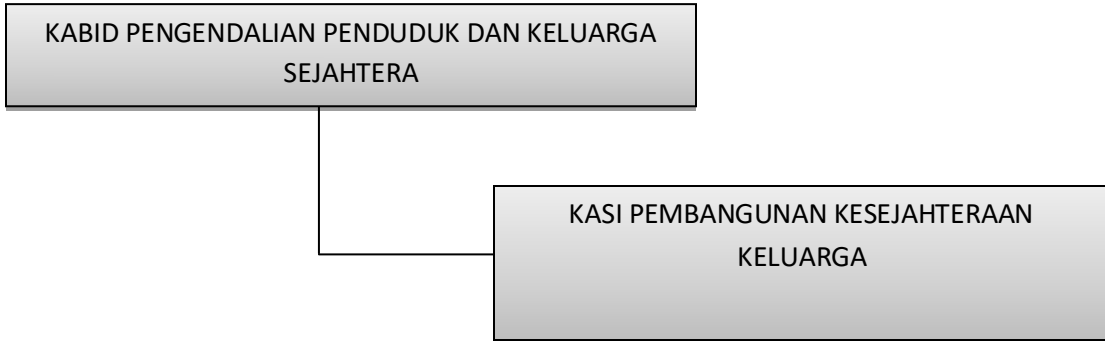 KABID PENGENDALIAN PENDUDUK DAN KELUARGA
SEJAHTERA
KASI PEMBANGUNAN KESEJAHTERAAN
KELUARGA